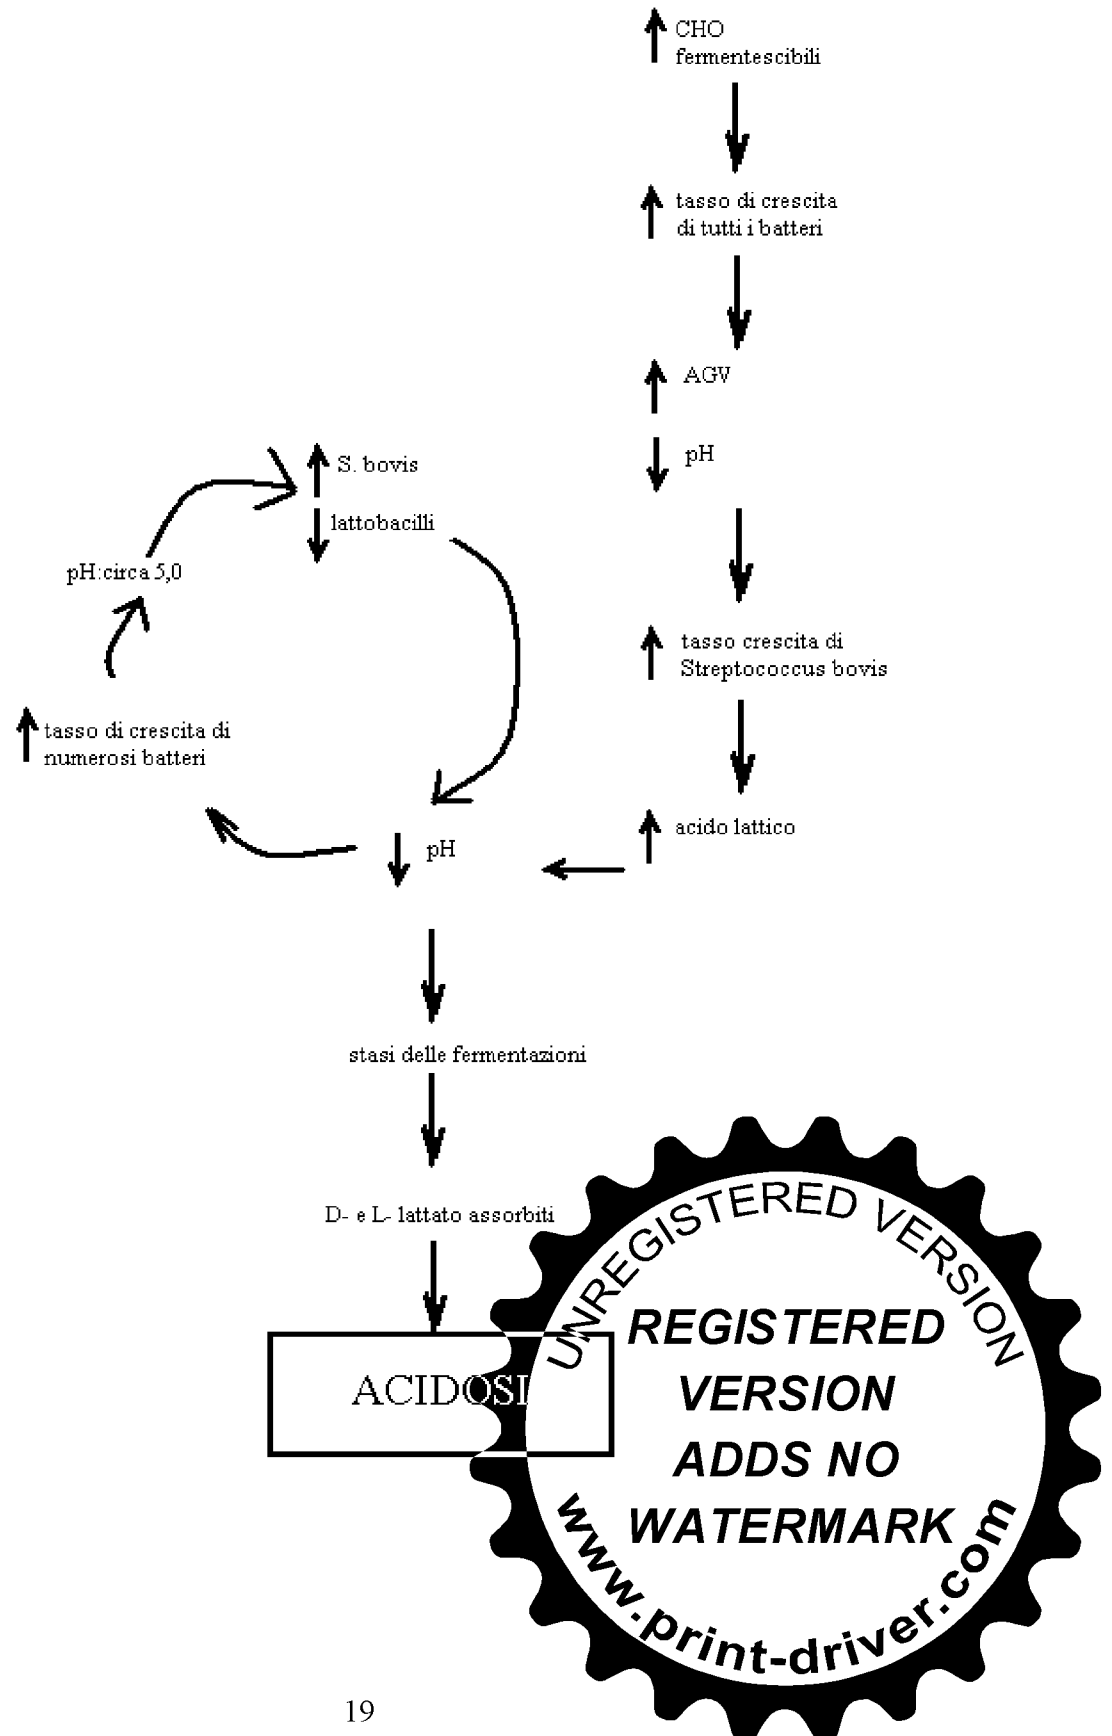 CHO
fermentescibili
tasso di crescita
di tutti i batteri
AGV
pH
tasso crescita di
Streptococcus bovis
acido lattico
S. bovis
lattobacilli
pH:circa 5,0
tasso di crescita di
numerosi batteri
pH
stasi delle fermentazioni
D- e L- lattato assorbiti
ACIDOSI
UNREGISTERED VERSION
REGISTERED
VERSION
ADDS NO
WATERMARK
www.print-driver.com
19